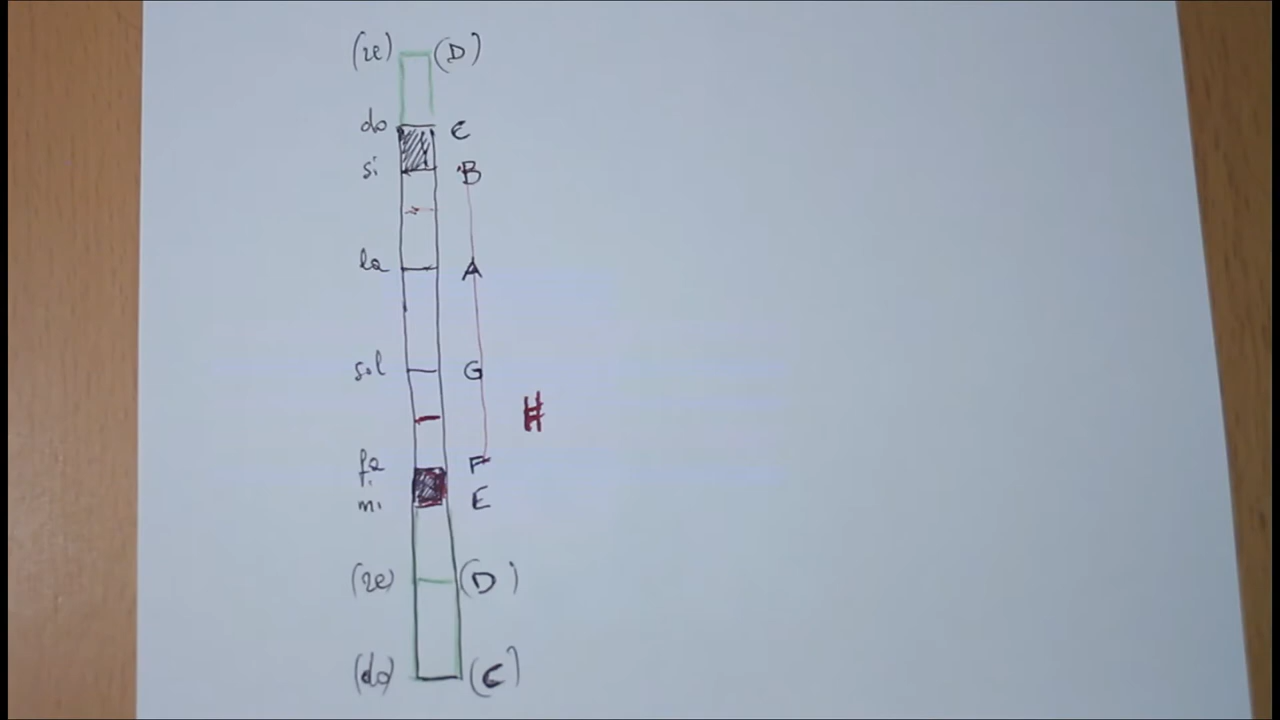 (re) (D)
do C
si B
la A
sol G
#
fa F
mi E
(re) (D)
(do) (C)